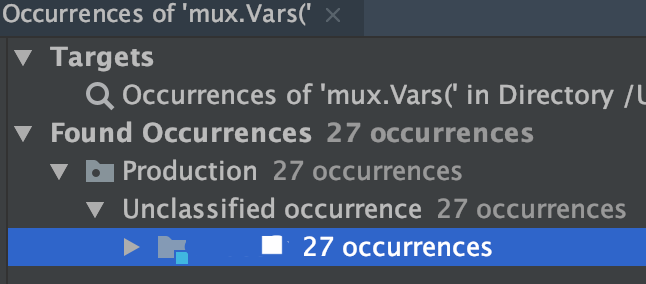 Occurrences of 'mux.Vars('
Targets
Occurrences of 'mux.Vars(' in Directory /U
Found Occurrences 27 occurrences
Production 27 occurrences
Unclassified occurrence 27 occurrences
27 occurrences